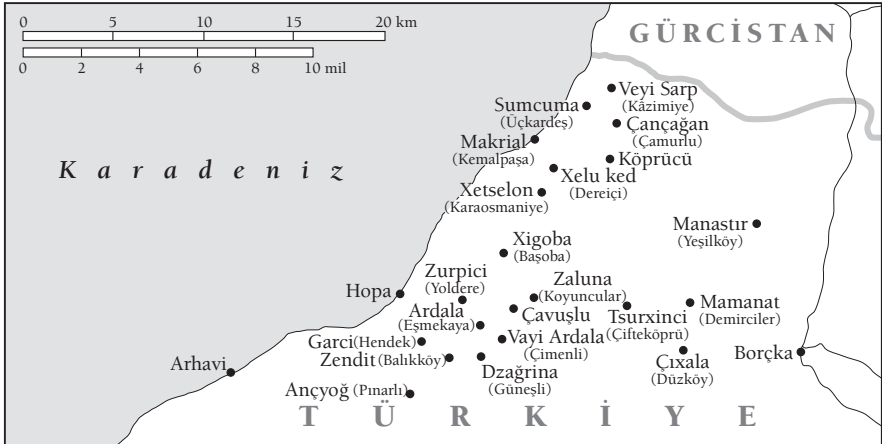 0 5 10 15 20 km
0 2 4 6 8 10 mil
GÜRCİSTAN
Karadeniz
Veyi Sarp
(Kâzimiye)
Sumcuma
(Üçkardeş)
Çançağan
(Çamurlu)
Makrial
(Kemalpaşa)
Köprücü
Xelu ked
(Dereiçi)
Xetselon
(Karaosmaniye)
Manastır
(Yeşilköy)
Xigoba
(Başoba)
Zurpici
(Yoldere)
Zaluna
(Koyuncular)
Hopa
Mamanat
(Demirciler)
Ardala
(Eşmekaya)
Çavuşlu
Tsurxinci
(Çifteköprü)
Garci (Hendek)
Vayi Ardala
(Çimenli)
Zendit (Balıkköy)
Çıxala
(Düzköy)
Borçka
Arhavi
Dzağrina
(Güneşli)
Ançyoğ (Pınarlı)
TÜRKİYE